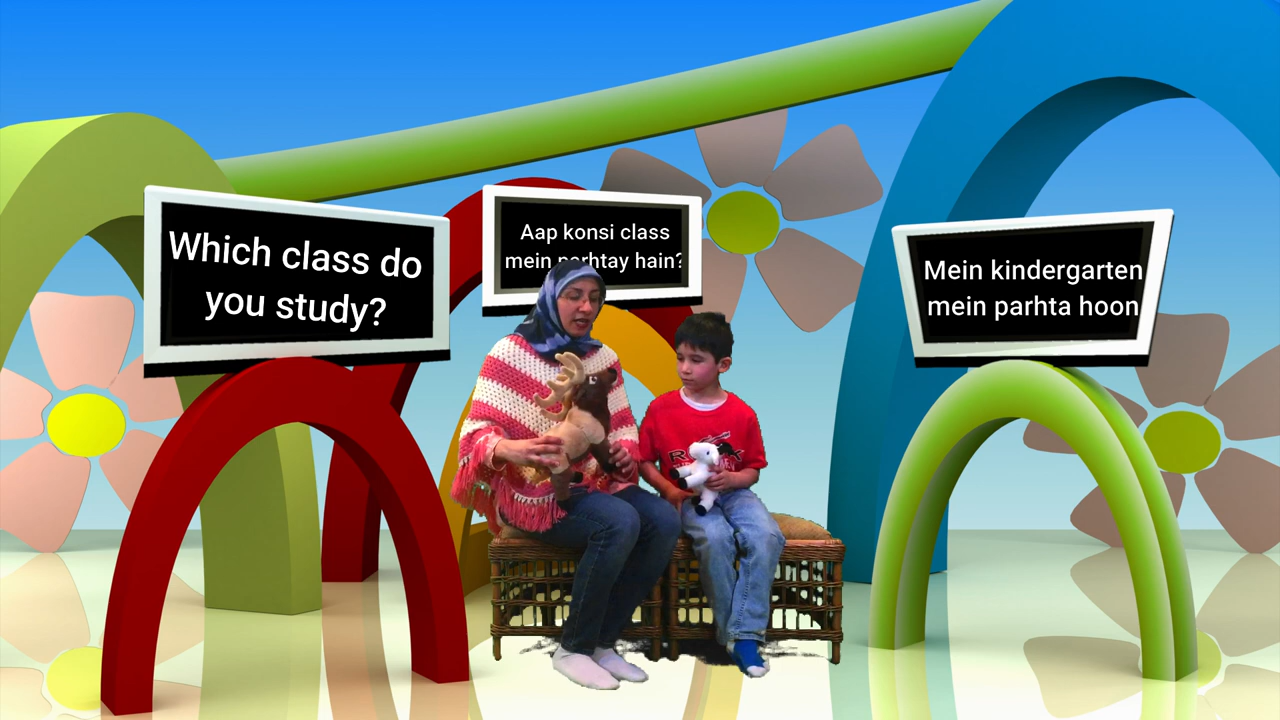 Which class do
you study?
Aap konsi class
mein parhtay hain?
Mein kindergarten
mein parhta hoon